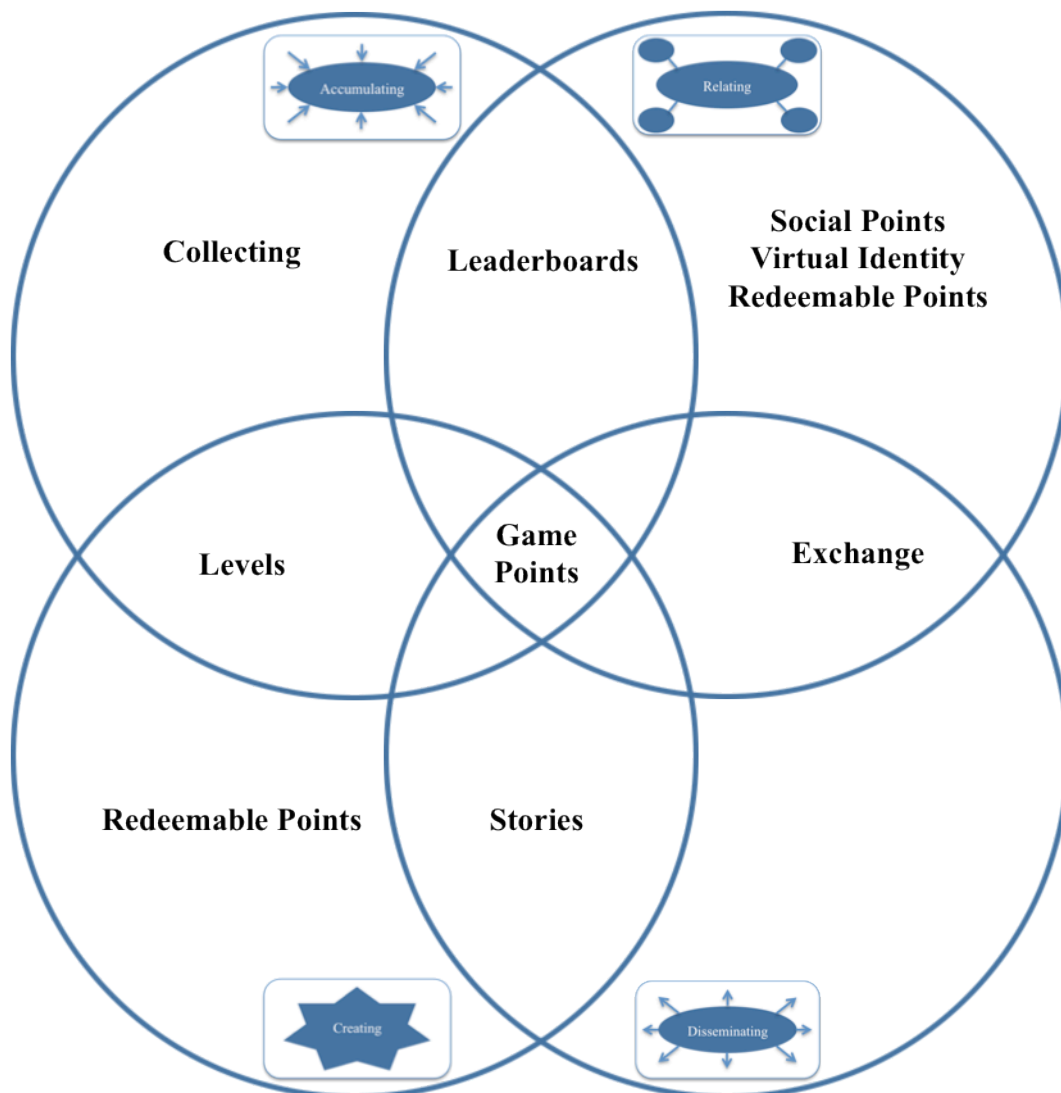 Accumulating
Relating
Collecting
Leaderboards
Social Points
Virtual Identity
Redeemable Points
Levels
Game
Points
Exchange
Redeemable Points
Stories
Creating
Disseminating